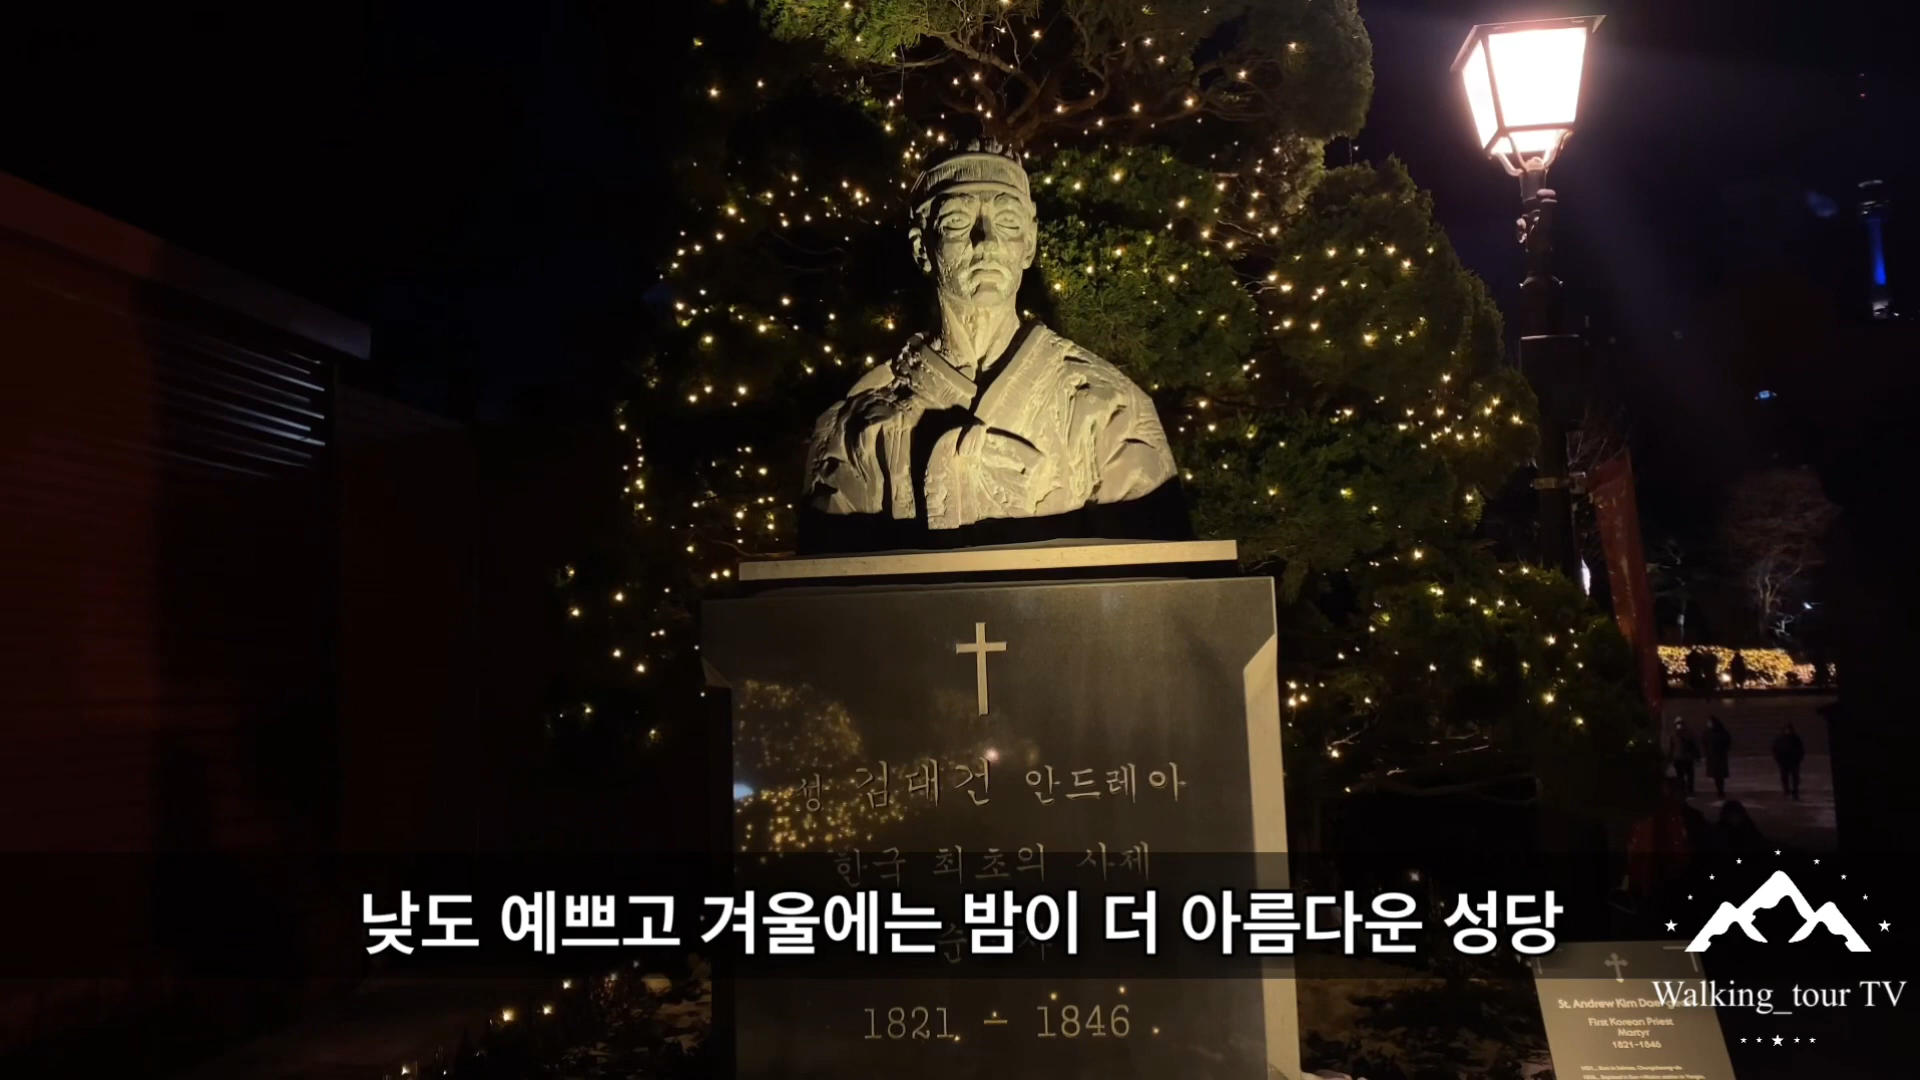 성 김대건 안드레아
한국 최초의 사제
낮도 예쁘고 겨울에는 밤이 더 아름다운 성당
1821 - 1846
St. Andrew Kim
First Korean Priest
Martyr
1821-1846
Walking_tour TV